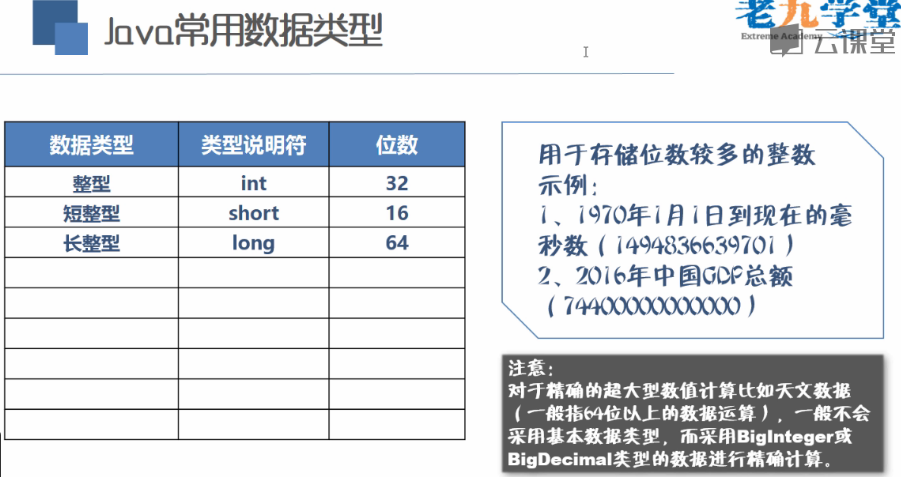 Java常用数据类型
老九学堂
Extreme Academy
云课堂
数据类型 类型说明符 位数
整型 int 32
短整型 short 16
长整型 long 64
用于存储位数较多的整数
示例：
1、1970年1月1日到现在的毫
秒数（1494836639701）
2、2016年中国GDP总额
（74400000000000）
注意：
对于精确的超大型数值计算比如天文数据
（一般指64位以上的数据运算），一般不会
采用基本数据类型，而采用BigInteger或
BigDecimal类型的数据进行精确计算。